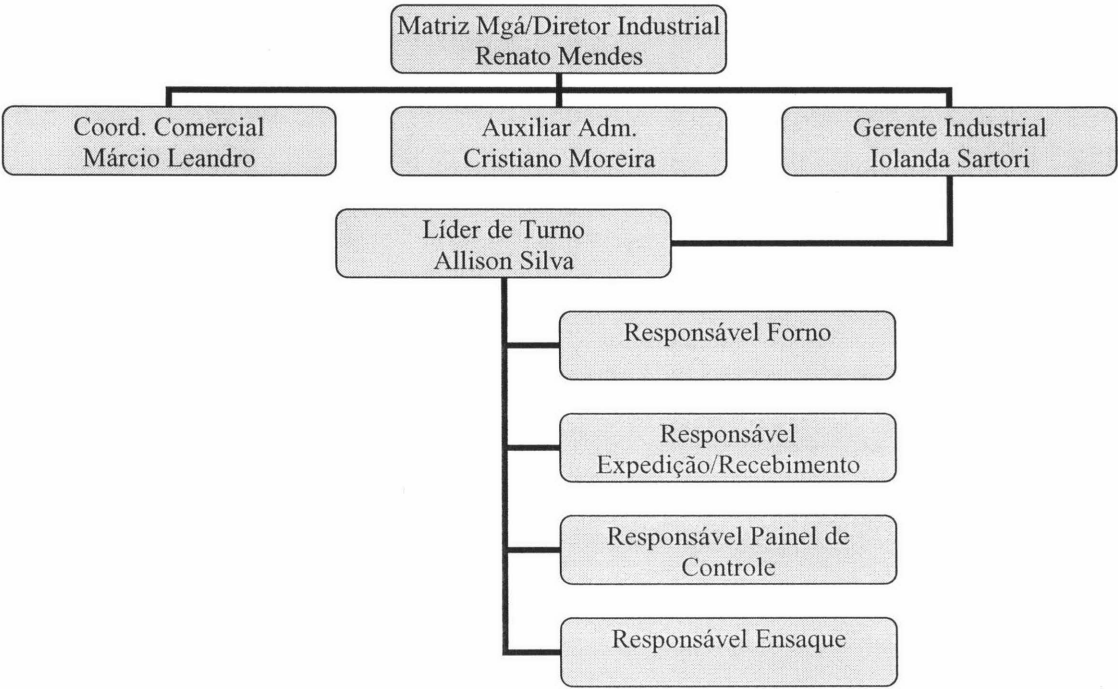 Matriz Mgá/Diretor Industrial
Renato Mendes
Coord. Comercial
Márcio Leandro
Auxiliar Adm.
Cristiano Moreira
Gerente Industrial
Iolanda Sartori
Líder de Turno
Allison Silva
Responsável Forno
Responsável
Expedição/Recebimento
Responsável Painel de
Controle
Responsável Ensaque